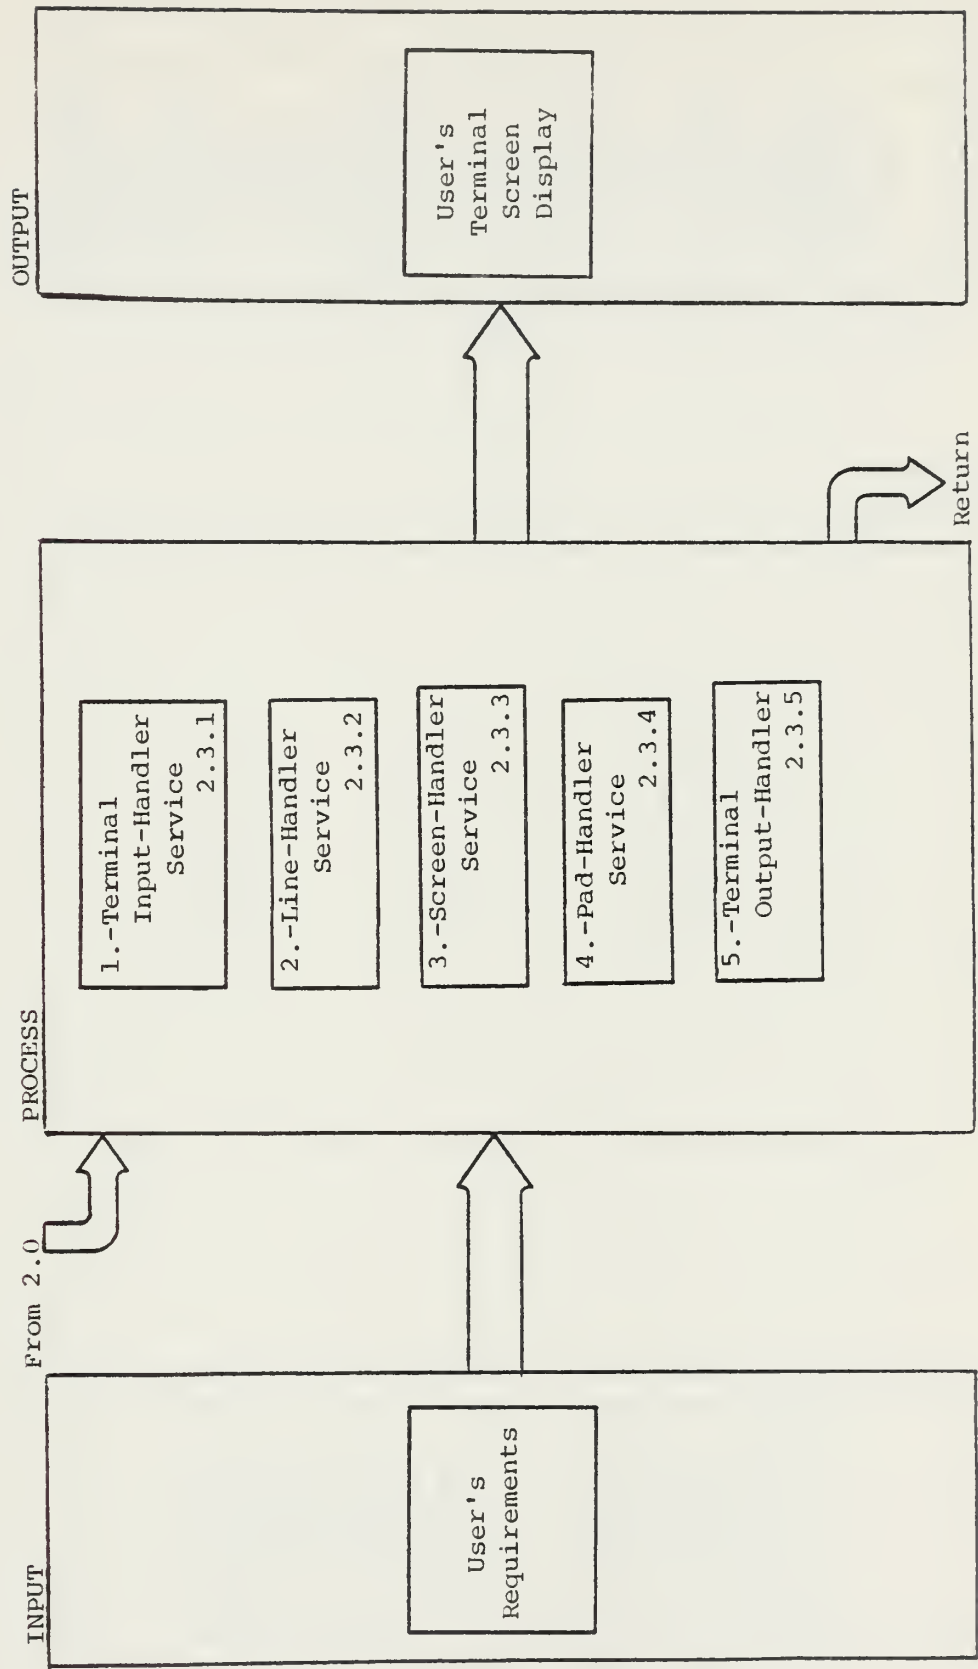 INPUT
User's
Requirements
From 2.0
PROCESS
1.-Terminal
Input-Handler
Service
2.3.1
2.-Line-Handler
Service
2.3.2
3.-Screen-Handler
Service
2.3.3
4.-Pad-Handler
Service
2.3.4
5.-Terminal
Output-Handler
2.3.5
Return
OUTPUT
User's
Terminal
Screen
Display